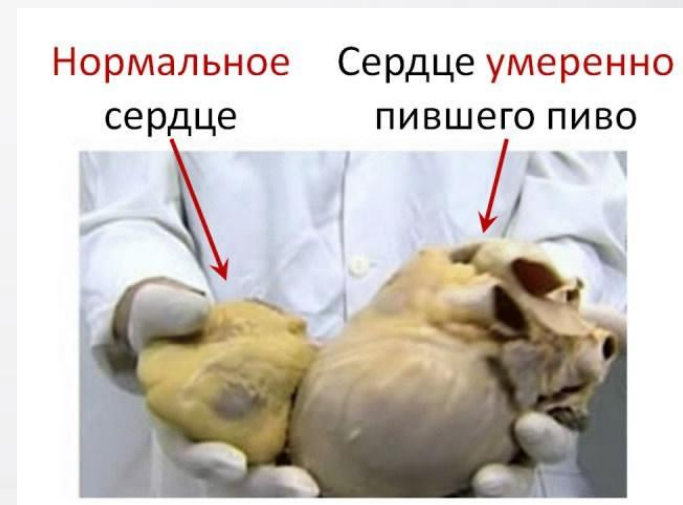 Нормальное
сердце
Сердце умеренно
пившего пиво